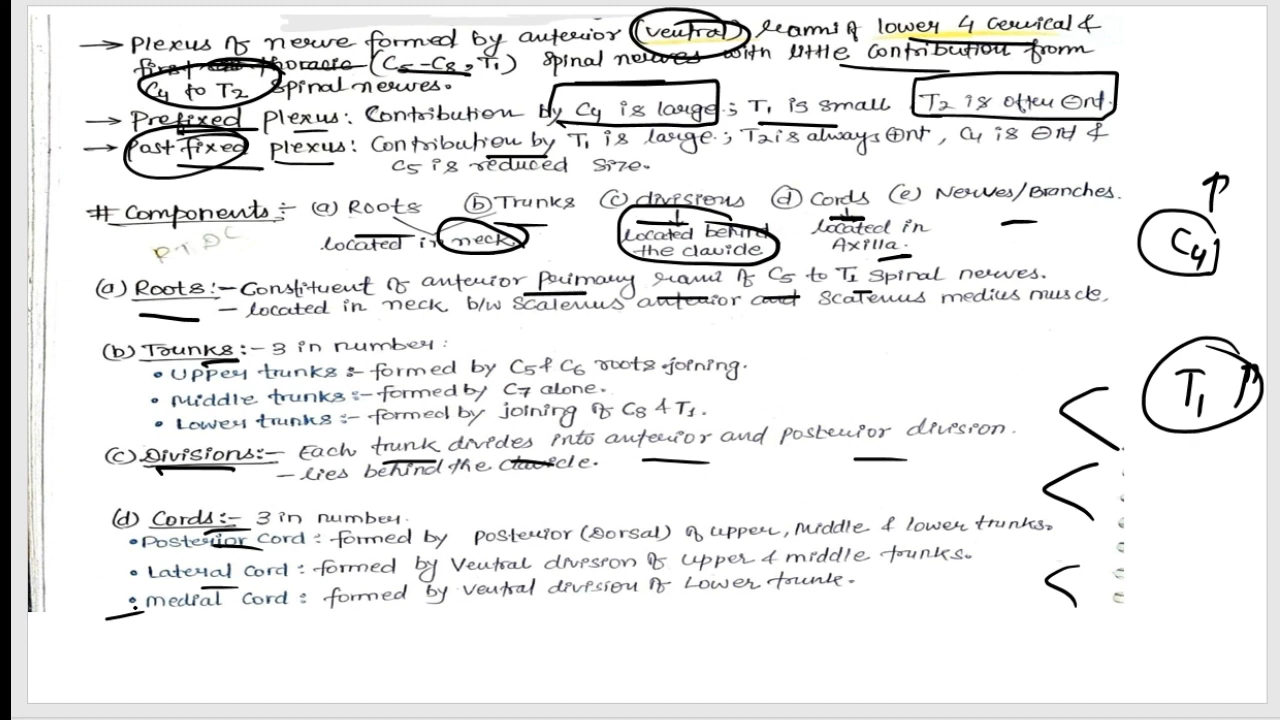 → Plexus of nerve formed by anterior (ventral) rami of lower 4 cervical &
first thoracic (C5-C8, T1) spinal nerves with little contribution from
C4 to T2 spinal nerves.
→ Prefixed plexus: Contribution by C4 is large; T1 is small T2 is often ⊖nt.
→ Post fixed plexus: Contribution by T1 is large; T2 is always ⊕nt, C4 is ⊖nt &
C5 is reduced size.
# Components:- (a) Roots (b) Trunks (c) divisions (d) Cords (e) Nerves/Branches.
located in neck located behind the clavicle located in Axilla.
R T D C
C4 ↑
(a) Roots:- Constituent of anterior primary rami of C5 to T1 spinal nerves.
- located in neck b/w scalenus anterior and scalenus medius muscle.
(b) Trunks:- 3 in number:
• Upper trunks:- formed by C5 & C6 roots joining.
• Middle trunks:- formed by C7 alone.
• Lower trunks:- formed by joining of C8 & T1.
T1 ↑
(c) Divisions:- Each trunk divides into anterior and posterior division.
- lies behind the clavicle.
(d) Cords:- 3 in number.
• Posterior Cord: formed by posterior (Dorsal) of upper, Middle & lower trunks.
• Lateral Cord: formed by Ventral division of Upper & middle trunks.
• medial Cord: formed by ventral division of Lower trunk.